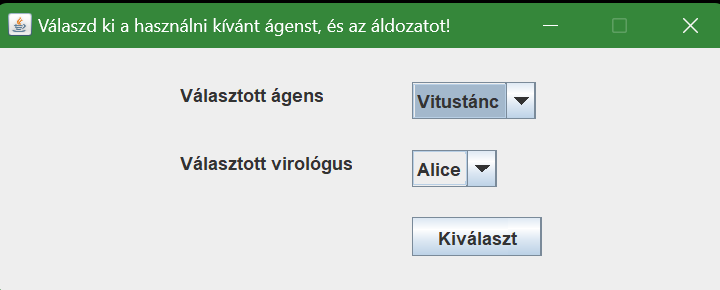 Válaszd ki a használni kívánt ágenst, és az áldozatot!
Választott ágens Vitustánc
Választott virológus Alice
Kiválaszt